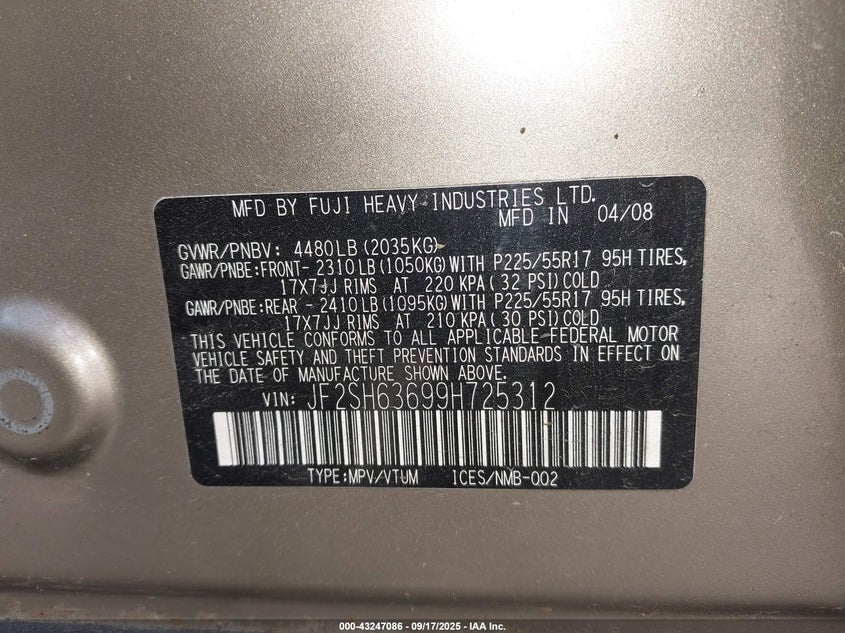 MFD BY FUJI HEAVY INDUSTRIES LTD.
MFD IN 04/08
GVWR/PNBV: 4480LB (2035KG)
GAWR/PNBE:FRONT- 2310 LB (1050KG) WITH P225/55R17 95H TIRES,
17X7JJ RIMS AT 220 KPA ( 32 PSI) COLD
GAWR/PNBE:REAR - 2410 LB (1095KG) WITH P225/55R17 95H TIRES,
17X7JJ RIMS AT 210 KPA ( 30 PSI) COLD
THIS VEHICLE CONFORMS TO ALL APPLICABLE FEDERAL MOTOR
VEHICLE SAFETY AND THEFT PREVENTION STANDARDS IN EFFECT ON
THE DATE OF MANUFACTURE SHOWN ABOVE.
VIN: JF2SH63699H725312
TYPE:MPV/VTUM ICES/NMB-002
000-43247086 - 09/17/2025 - IAA Inc.